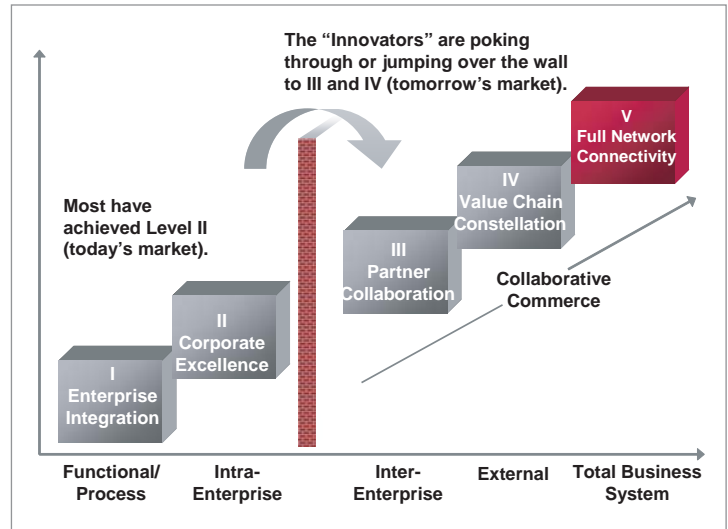 The “Innovators” are poking
through or jumping over the wall
to III and IV (tomorrow’s market).
Most have
achieved Level II
(today’s market).
I
Enterprise
Integration
II
Corporate
Excellence
III
Partner
Collaboration
IV
Value Chain
Constellation
V
Full Network
Connectivity
Collaborative
Commerce
Functional/
Process
Intra-
Enterprise
Inter-
Enterprise
External
Total Business
System